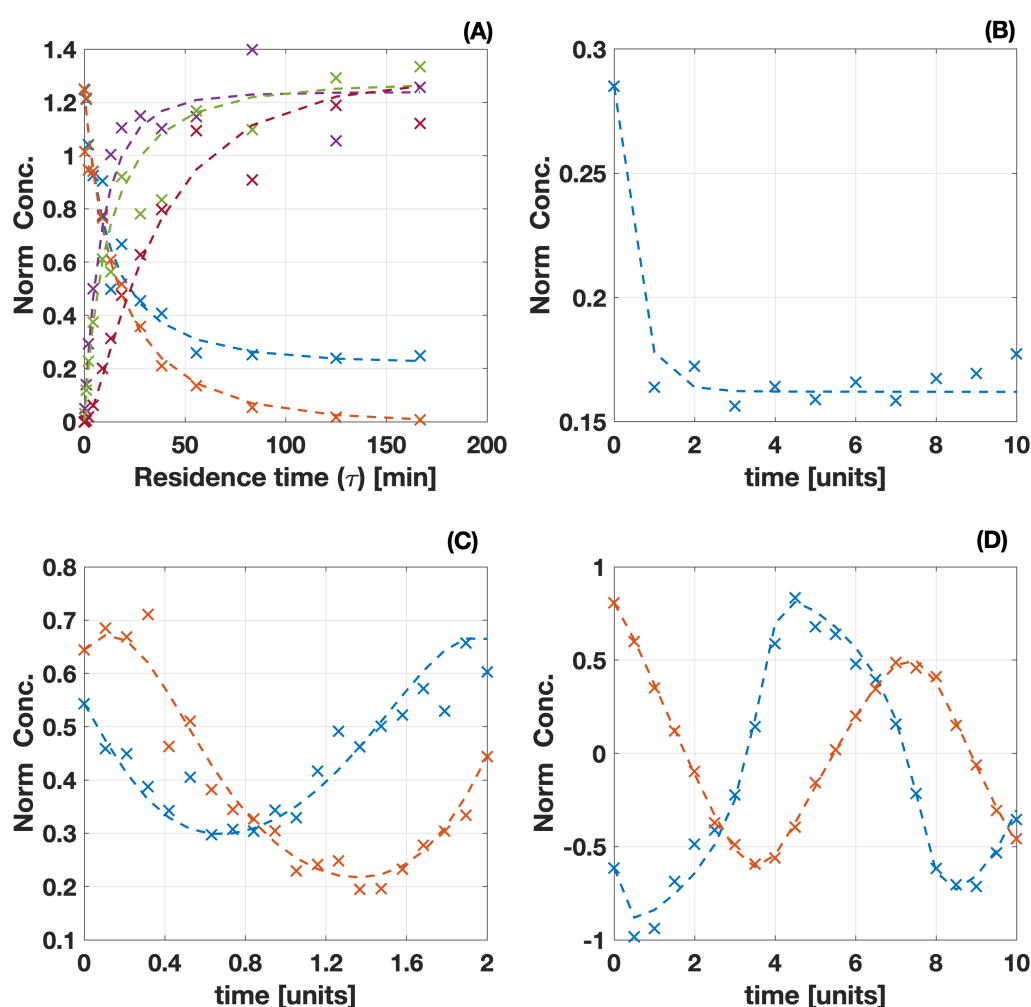 (A)
1.4
1.2
1
0.8
0.6
0.4
0.2
0
Norm Conc.
0 50 100 150 200
Residence time (τ) [min]
(B)
0.3
0.25
0.2
0.15
Norm Conc.
0 2 4 6 8 10
time [units]
(C)
0.8
0.7
0.6
0.5
0.4
0.3
0.2
0.1
Norm Conc.
0 0.4 0.8 1.2 1.6 2
time [units]
(D)
1
0.5
0
-0.5
-1
Norm Conc.
0 2 4 6 8 10
time [units]